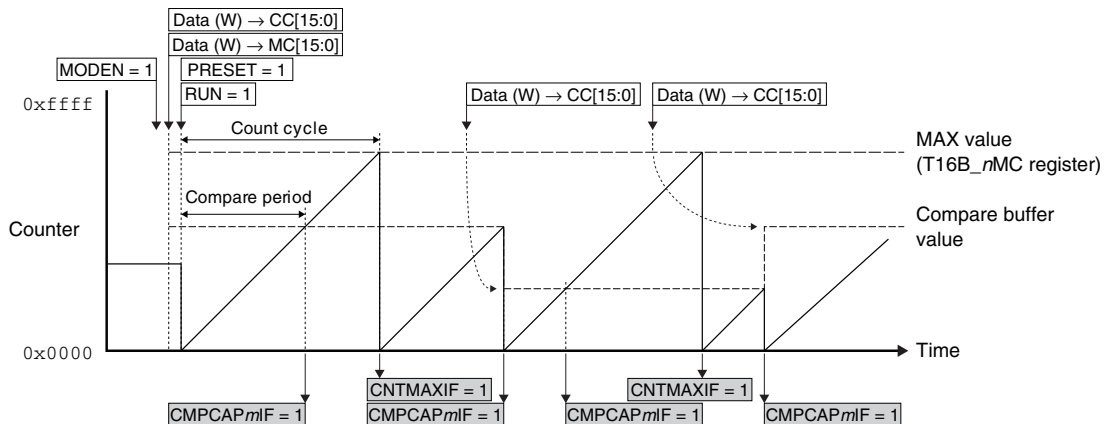 Data (W) → CC[15:0]
Data (W) → MC[15:0]
MODEN = 1
PRESET = 1
RUN = 1
Data (W) → CC[15:0]
Data (W) → CC[15:0]
0xffff
Count cycle
MAX value
(T16B_nMC register)
Compare period
Counter
Compare buffer
value
0x0000
Time
CNTMAXIF = 1
CNTMAXIF = 1
CMPCAPmIF = 1
CMPCAPmIF = 1
CMPCAPmIF = 1
CMPCAPmIF = 1